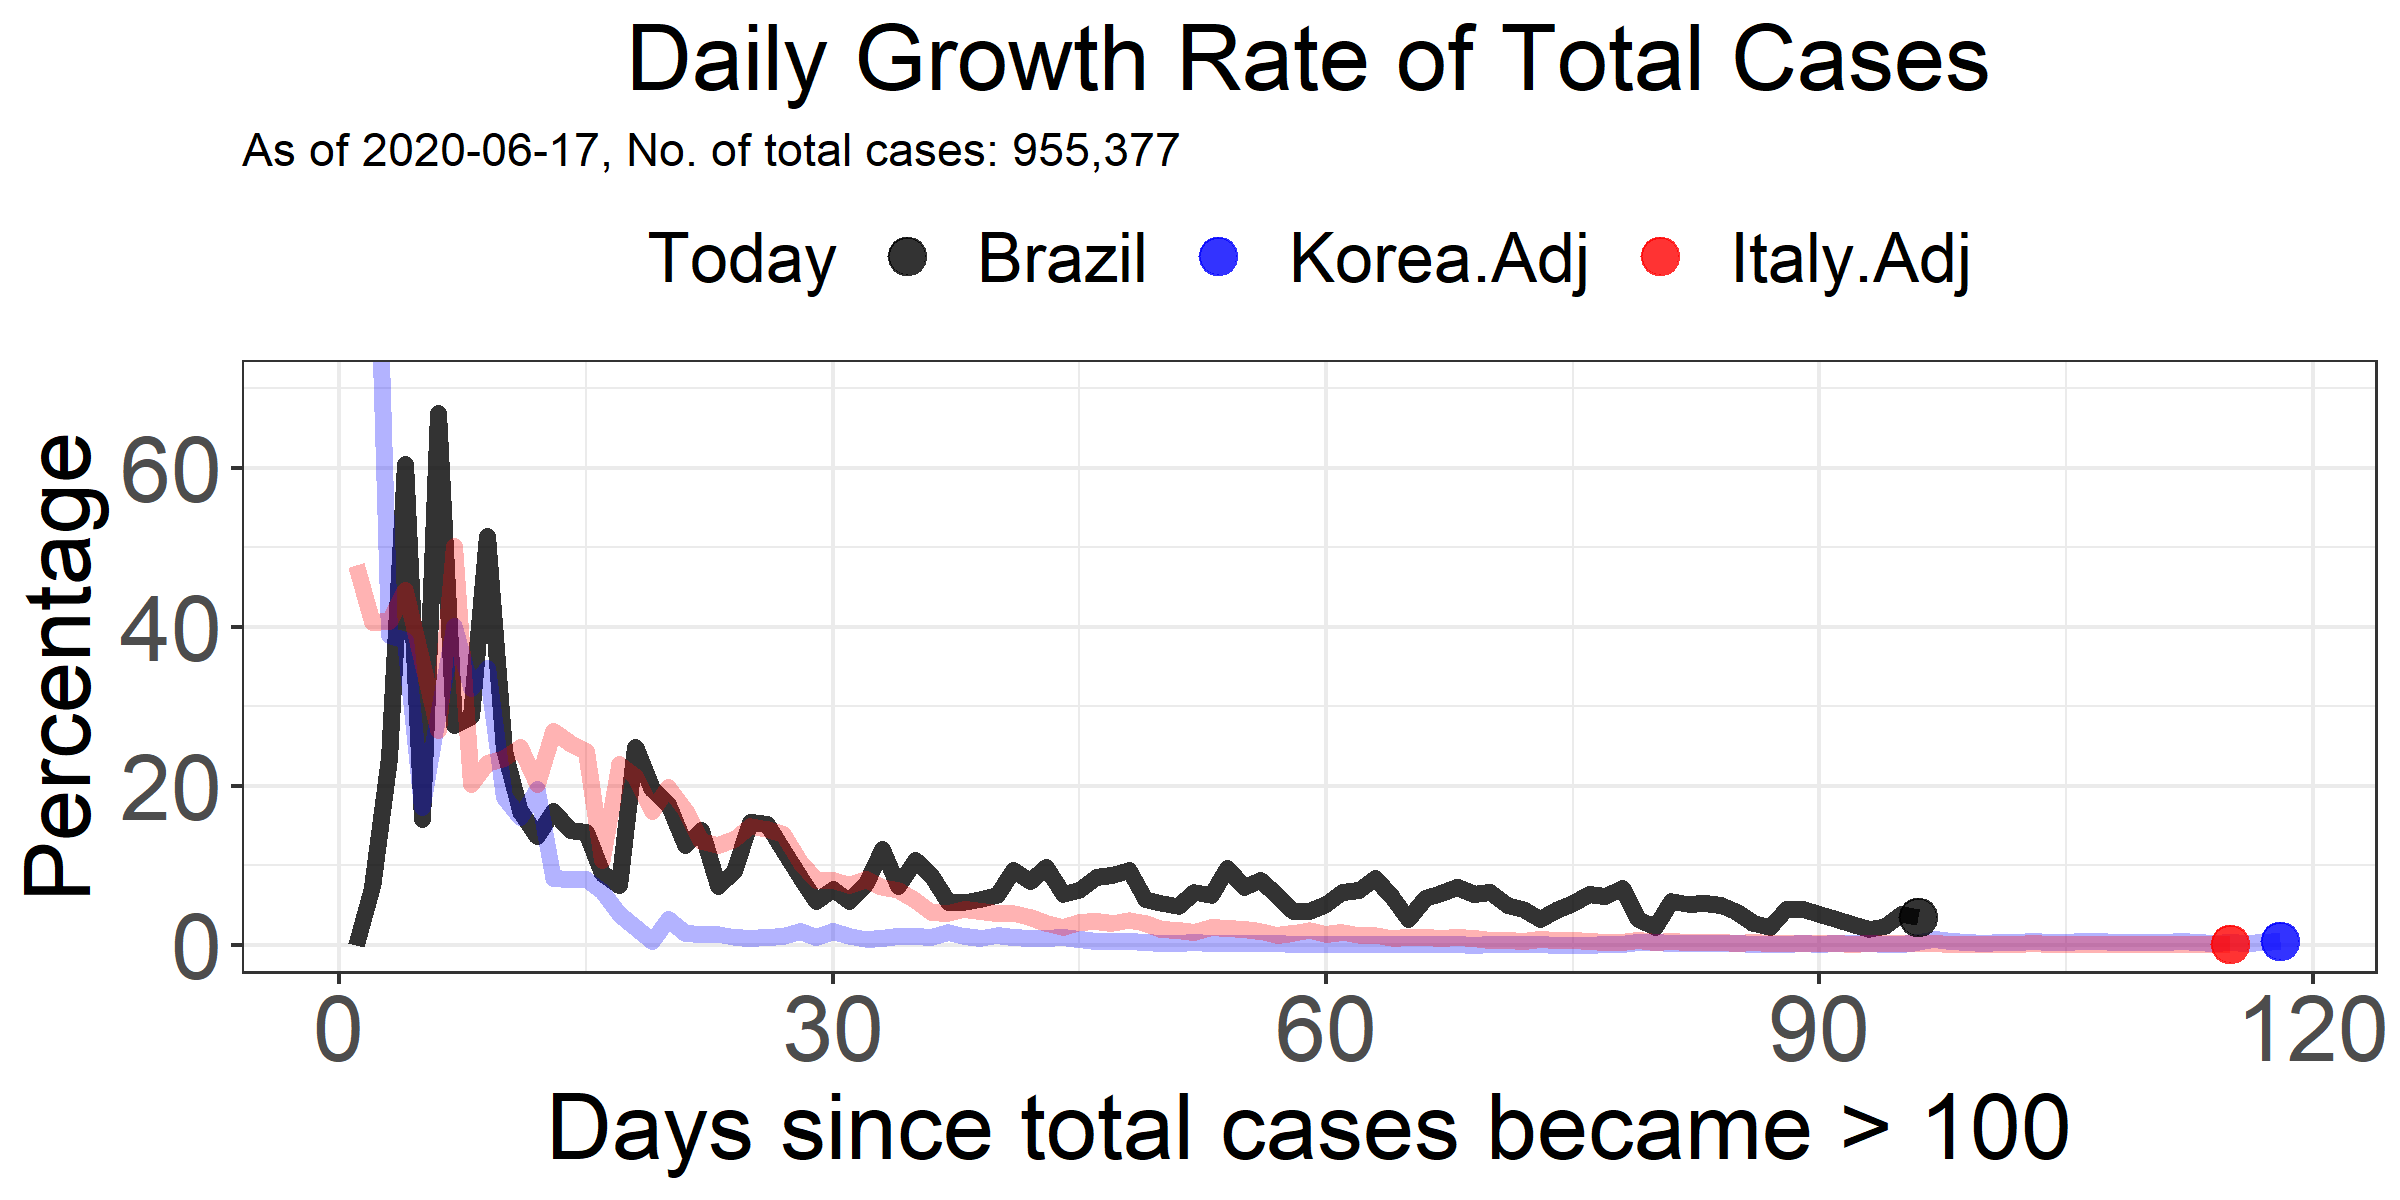 Daily Growth Rate of Total Cases
As of 2020-06-17, No. of total cases: 955,377
Today Brazil Korea.Adj Italy.Adj
Percentage
60
40
20
0
0 30 60 90 120
Days since total cases became > 100